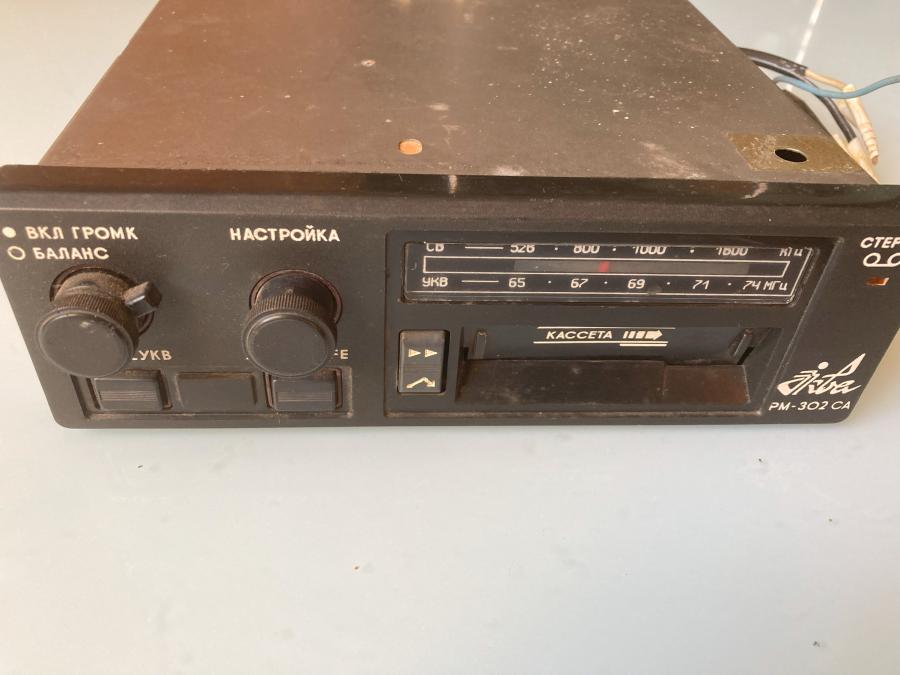 ВКЛ ГРОМК
БАЛАНС
НАСТРОЙКА
СВ 526 · 800 · 1000 · 1600 КГЦ
УКВ 65 · 67 · 69 · 71 · 74 МГЦ
СТЕР
УКВ
FE
КАССЕТА
РМ-302 СА